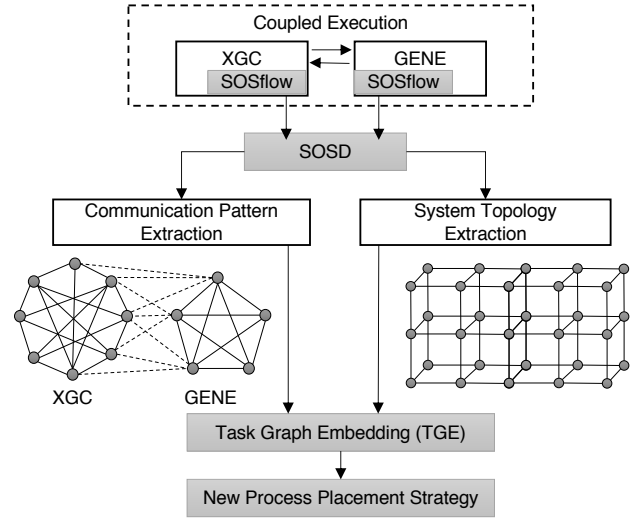 Coupled Execution
XGC
GENE
SOSflow
SOSflow
SOSD
Communication Pattern
Extraction
System Topology
Extraction
XGC
GENE
Task Graph Embedding (TGE)
New Process Placement Strategy